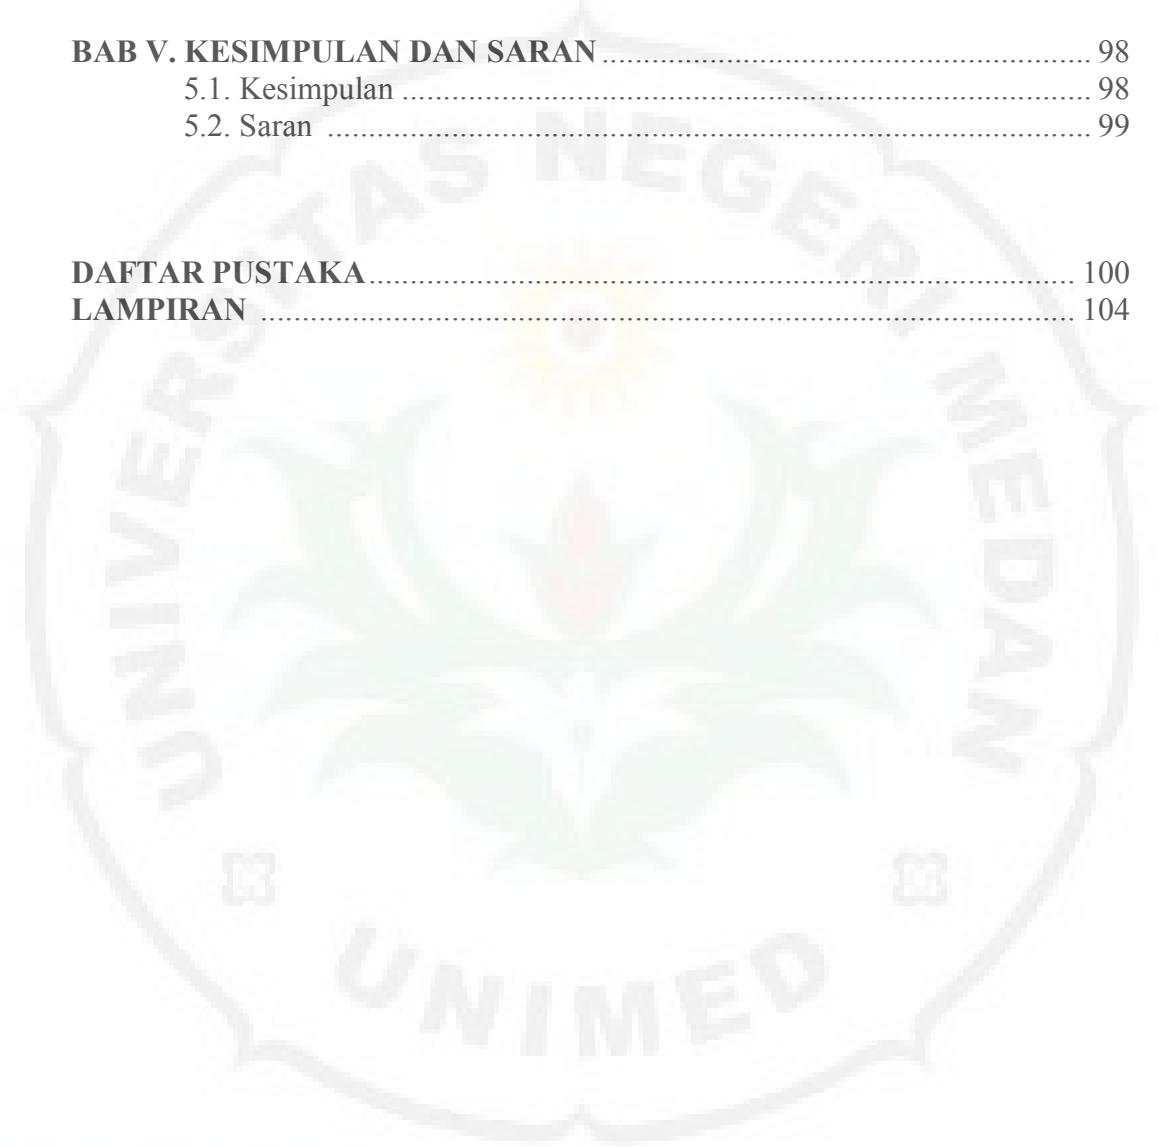 BAB V. KESIMPULAN DAN SARAN ............................................................ 98
5.1. Kesimpulan .................................................................................... 98
5.2. Saran ............................................................................................. 99
DAFTAR PUSTAKA ...................................................................................... 100
LAMPIRAN .................................................................................................... 104
UNIVERSITAS NEGERI MEDAN
UNIMED